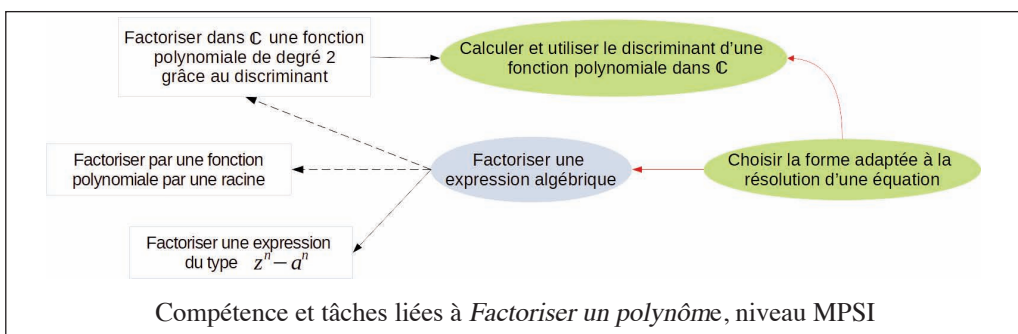 Factoriser dans ℂ une fonction
polynomiale de degré 2
grâce au discriminant
Calculer et utiliser le discriminant d’une
fonction polynomiale dans ℂ
Factoriser par une fonction
polynomiale par une racine
Factoriser une
expression algébrique
Choisir la forme adaptée à la
résolution d’une équation
Factoriser une expression
du type zⁿ−aⁿ
Compétence et tâches liées à Factoriser un polynôme, niveau MPSI